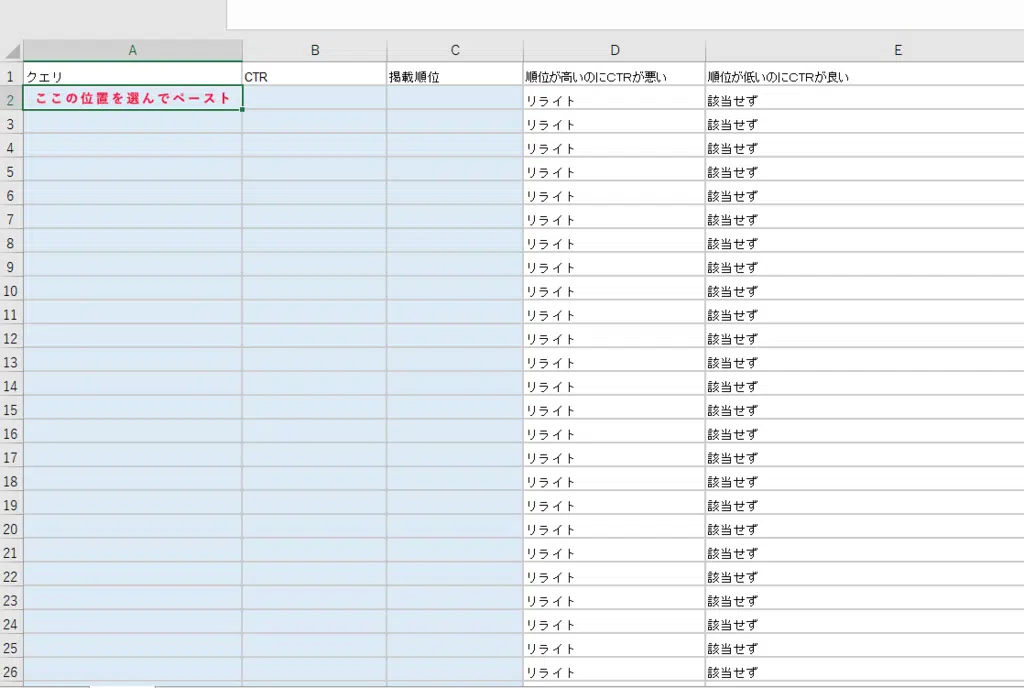 A B C D E
1 クエリ CTR 掲載順位 順位が高いのにCTRが悪い 順位が低いのにCTRが良い
2 ここの位置を選んでペースト リライト 該当せず
3 リライト 該当せず
4 リライト 該当せず
5 リライト 該当せず
6 リライト 該当せず
7 リライト 該当せず
8 リライト 該当せず
9 リライト 該当せず
10 リライト 該当せず
11 リライト 該当せず
12 リライト 該当せず
13 リライト 該当せず
14 リライト 該当せず
15 リライト 該当せず
16 リライト 該当せず
17 リライト 該当せず
18 リライト 該当せず
19 リライト 該当せず
20 リライト 該当せず
21 リライト 該当せず
22 リライト 該当せず
23 リライト 該当せず
24 リライト 該当せず
25 リライト 該当せず
26 リライト 該当せず